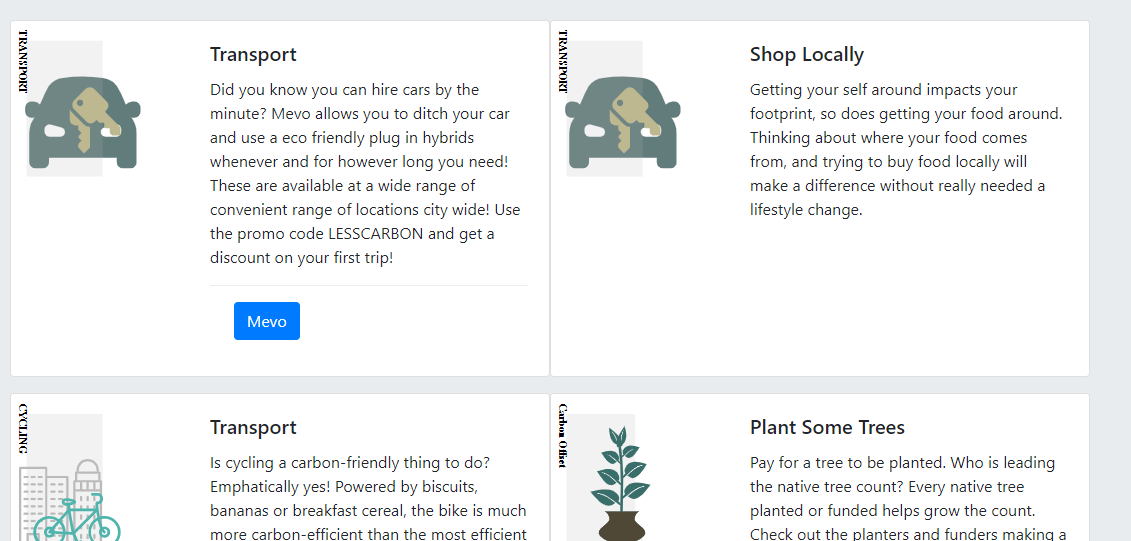 TRANSPORT
Transport
Did you know you can hire cars by the
minute? Mevo allows you to ditch your car
and use a eco friendly plug in hybrids
whenever and for however long you need!
These are available at a wide range of
convenient range of locations city wide! Use
the promo code LESSCARBON and get a
discount on your first trip!
Mevo
TRANSPORT
Shop Locally
Getting your self around impacts your
footprint, so does getting your food around.
Thinking about where your food comes
from, and trying to buy food locally will
make a difference without really needed a
lifestyle change.
CYCLING
Transport
Is cycling a carbon-friendly thing to do?
Emphatically yes! Powered by biscuits,
bananas or breakfast cereal, the bike is much
more carbon-efficient than the most efficient
Carbon Offset
Plant Some Trees
Pay for a tree to be planted. Who is leading
the native tree count? Every native tree
planted or funded helps grow the count.
Check out the planters and funders making a